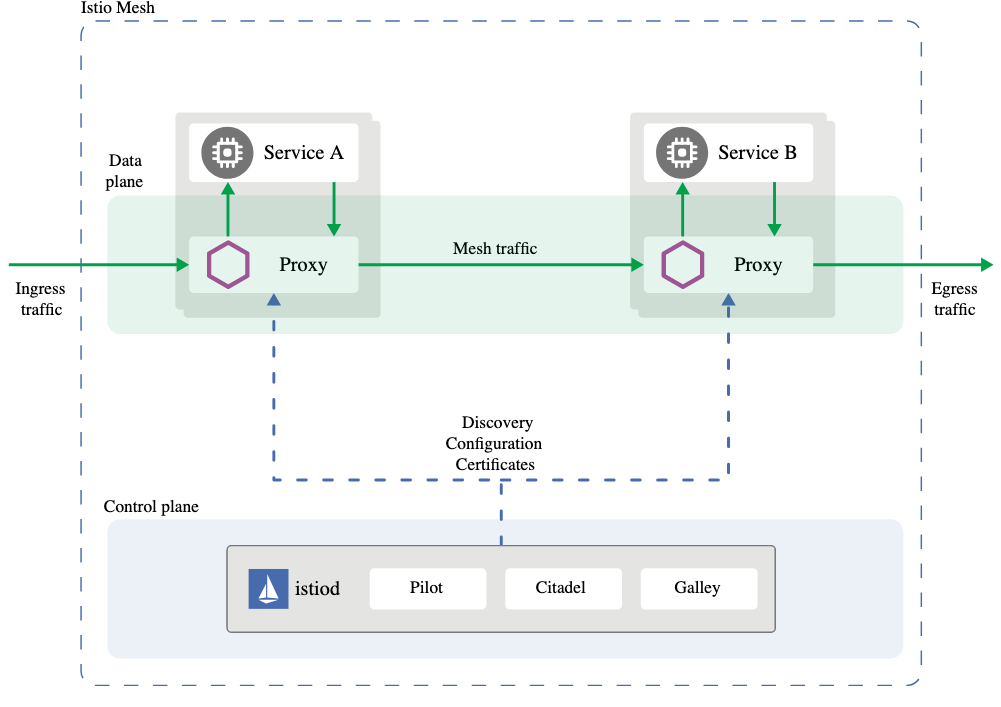 Istio Mesh
Service A
Service B
Data
plane
Mesh traffic
Proxy
Proxy
Ingress
traffic
Egress
traffic
Discovery
Configuration
Certificates
Control plane
istiod
Pilot
Citadel
Galley